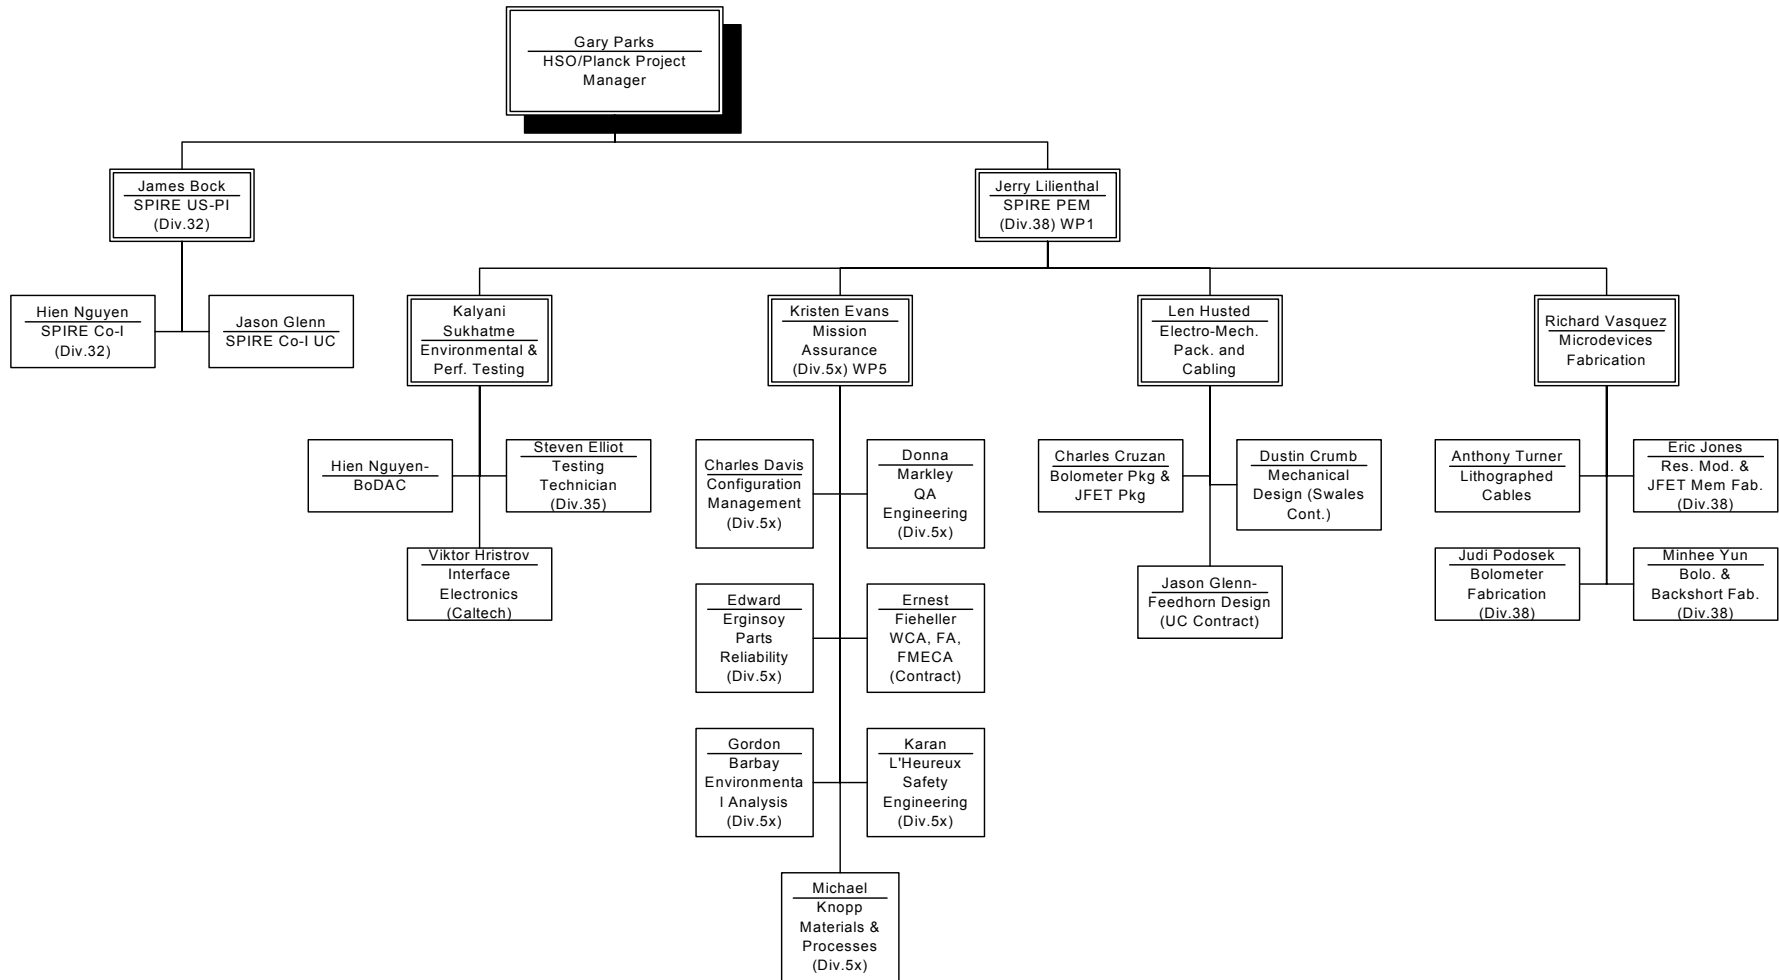 Gary Parks
HSO/Planck Project
Manager
James Bock
SPIRE US-PI
(Div.32)
Jerry Lilienthal
SPIRE PEM
(Div.38) WP1
Hien Nguyen
SPIRE Co-I
(Div.32)
Jason Glenn
SPIRE Co-I UC
Kalyani
Sukhatme
Environmental &
Perf. Testing
Kristen Evans
Mission
Assurance
(Div.5x) WP5
Len Husted
Electro-Mech.
Pack. and
Cabling
Richard Vasquez
Microdevices
Fabrication
Hien Nguyen-
BoDAC
Steven Elliot
Testing
Technician
(Div.35)
Viktor Hristrov
Interface
Electronics
(Caltech)
Charles Davis
Configuration
Management
(Div.5x)
Donna
Markley
QA
Engineering
(Div.5x)
Edward
Erginsoy
Parts
Reliability
(Div.5x)
Ernest
Fieheller
WCA, FA,
FMECA
(Contract)
Gordon
Barbay
Environmenta
l Analysis
(Div.5x)
Karan
L'Heureux
Safety
Engineering
(Div.5x)
Michael
Knopp
Materials &
Processes
(Div.5x)
Charles Cruzan
Bolometer Pkg &
JFET Pkg
Dustin Crumb
Mechanical
Design (Swales
Cont.)
Jason Glenn-
Feedhorn Design
(UC Contract)
Anthony Turner
Lithographed
Cables
Eric Jones
Res. Mod. &
JFET Mem Fab.
(Div.38)
Judi Podosek
Bolometer
Fabrication
(Div.38)
Minhee Yun
Bolo. &
Backshort Fab.
(Div.38)